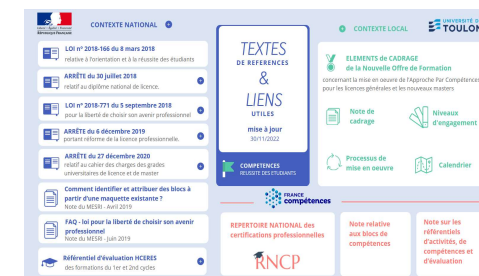 RÉPUBLIQUE FRANÇAISE
CONTEXTE NATIONAL
LOI n° 2018-166 du 8 mars 2018
relative à l'orientation et à la réussite des étudiants
ARRÊTE du 30 juillet 2018
relatif au diplôme national de licence.
LOI n° 2018-771 du 5 septembre 2018
pour la liberté de choisir son avenir professionnel
ARRÊTE du 6 décembre 2019
portant réforme de la licence professionnelle.
ARRÊTE du 27 décembre 2020
relatif au cahier des charges des grades
universitaires de licence et de master
Comment identifier et attribuer des blocs à
partir d'une maquette existante ?
Note du MESRI - Avril 2019
FAQ - loi pour la liberté de choisir son avenir
professionnel
Note du MESRI - Juin 2019
Référentiel d'évaluation HCERES
des formations du 1er et 2nd cycles
TEXTES
DE REFERENCES
&
LIENS
UTILES
mise à jour
30/11/2022
COMPETENCES
REUSSITE DES ETUDIANTS
CONTEXTE LOCAL
UNIVERSITÉ
TOULON
ELEMENTS de CADRAGE
de la Nouvelle Offre de Formation
concernant la mise en oeuvre de l'Approche Par Compétences
pour les licences générales et les nouveaux masters
Note de
cadrage
Niveaux
d'engagement
Processus de
mise en oeuvre
Calendrier
FRANCE
compétences
REPERTOIRE NATIONAL des
certifications professionnelles
RNCP
Note relative
aux blocs de
compétences
Note sur les
référentiels
d'activités, de
compétences et
d'évaluation